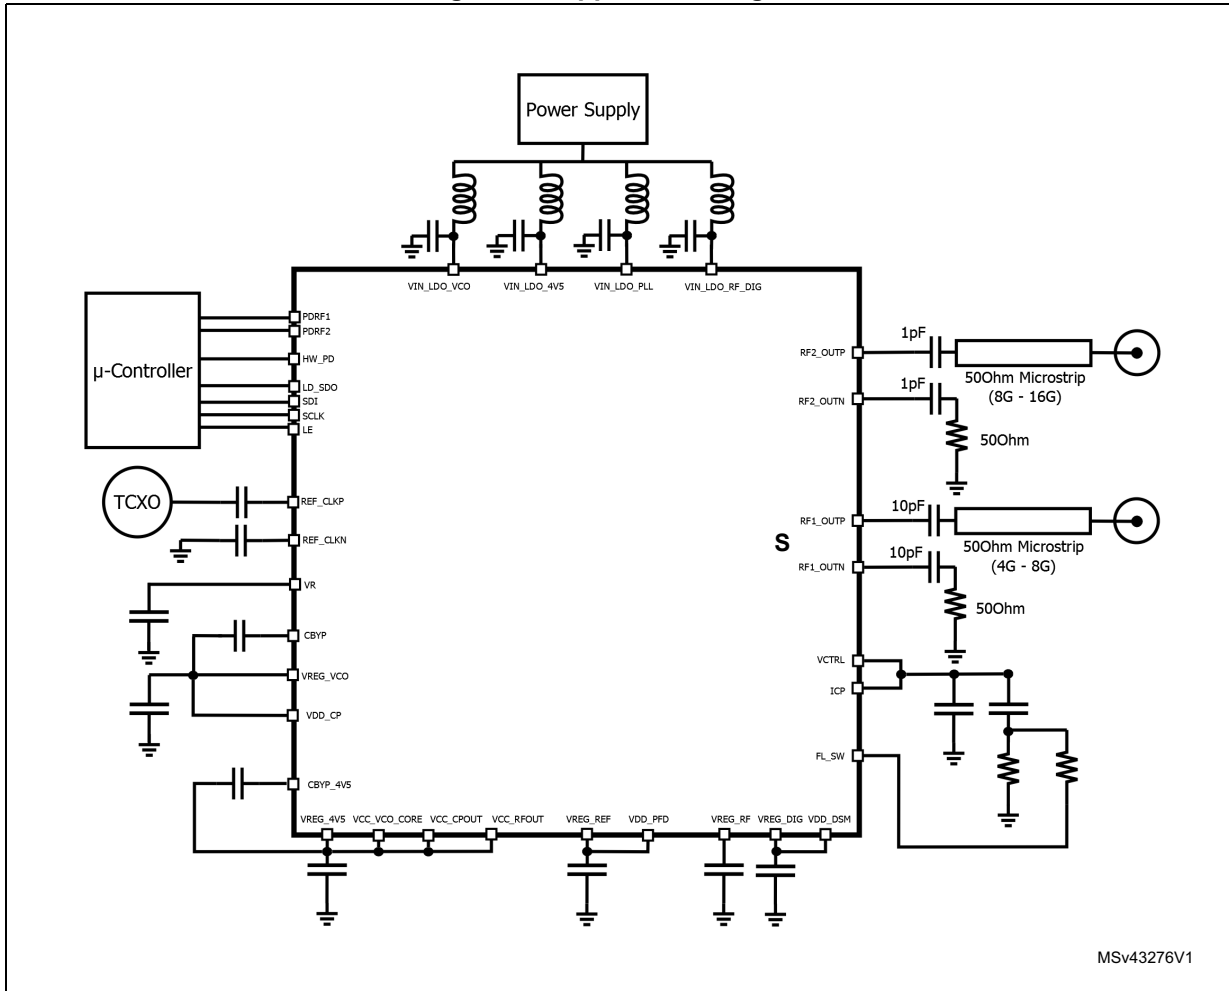 Power Supply
VIN_LDO_VCO
VIN_LDO_4V5
VIN_LDO_PLL
VIN_LDO_RF_DIG
µ-Controller
PDRF1
PDRF2
HW_PD
LD_SDO
SDI
SCLK
LE
TCXO
REF_CLKP
REF_CLKN
VR
CBYP
VREG_VCO
VDD_CP
CBYP_4V5
RF2_OUTP
1pF
50Ohm Microstrip
(8G - 16G)
RF2_OUTN
1pF
50Ohm
RF1_OUTP
10pF
50Ohm Microstrip
(4G - 8G)
S
RF1_OUTN
10pF
50Ohm
VCTRL
ICP
FL_SW
VREG_4V5
VCC_VCO_CORE
VCC_CPOUT
VCC_RFOUT
VREG_REF
VDD_PFD
VREG_RF
VREG_DIG
VDD_DSM
MSv43276V1